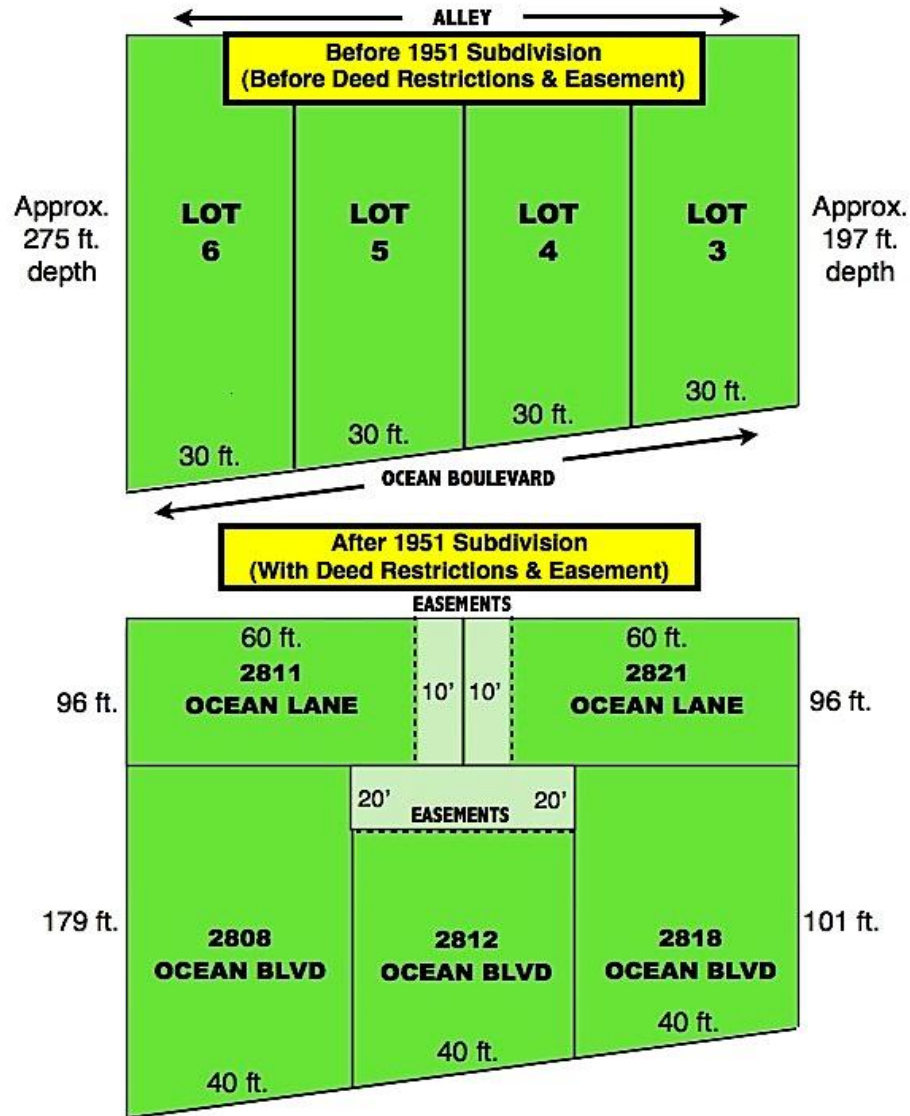 ALLEY
Before 1951 Subdivision
(Before Deed Restrictions & Easement)
Approx.
275 ft.
depth
LOT
6
LOT
5
LOT
4
LOT
3
Approx.
197 ft.
depth
30 ft.
30 ft.
30 ft.
30 ft.
OCEAN BOULEVARD
After 1951 Subdivision
(With Deed Restrictions & Easement)
EASEMENTS
60 ft.
2811
OCEAN LANE
10'
10'
60 ft.
2821
OCEAN LANE
96 ft.
96 ft.
20'
20'
EASEMENTS
179 ft.
2808
OCEAN BLVD
2812
OCEAN BLVD
2818
OCEAN BLVD
101 ft.
40 ft.
40 ft.
40 ft.